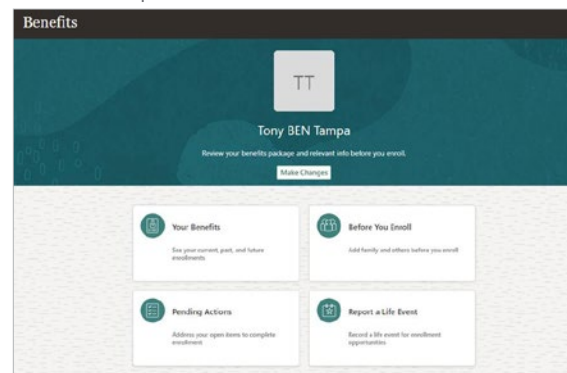 Benefits
TT
Tony BEN Tampa
Review your benefits package and relevant info before you enroll.
Make Changes
Your Benefits
See your current, past, and future
enrollments
Before You Enroll
Add family and others before you enroll
Pending Actions
Address your open items to complete
enrollment
Report a Life Event
Record a life event for enrollment
opportunities